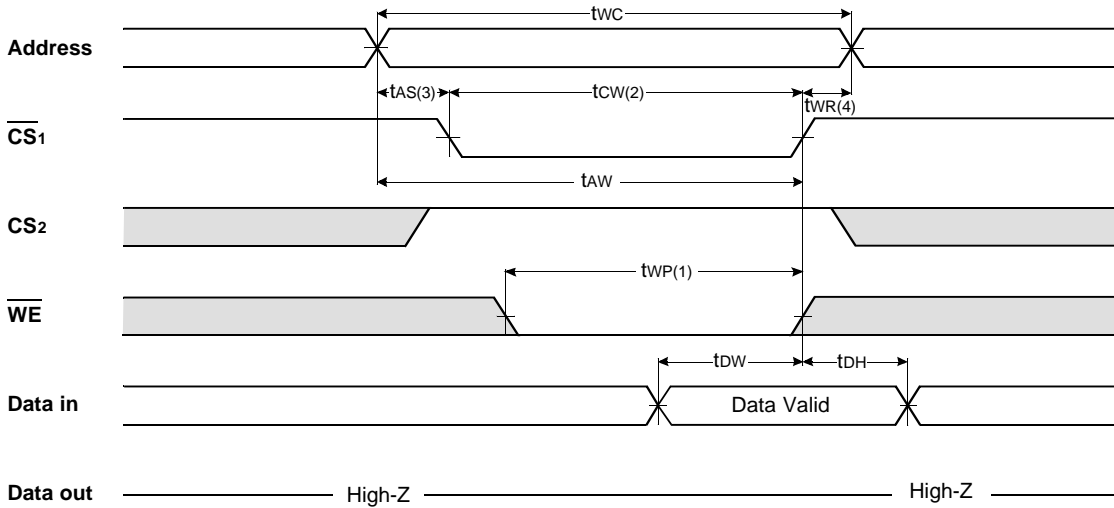 tWC
Address
tAS(3) tCW(2) tWR(4)
CS1
tAW
CS2
tWP(1)
WE
tDW tDH
Data in Data Valid
Data out High-Z High-Z